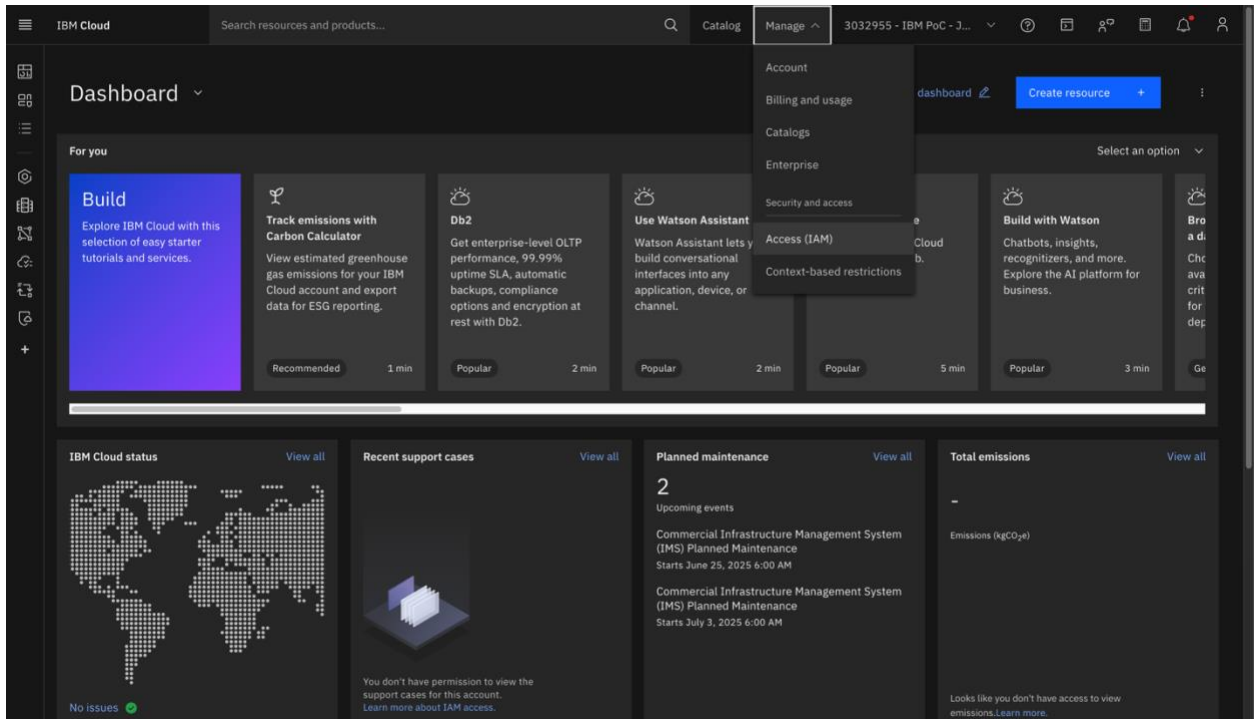 IBM Cloud
Search resources and products...
Catalog
Manage
3032955 - IBM PoC - J...
Account
Billing and usage
Catalogs
Enterprise
Security and access
Access (IAM)
Context-based restrictions
Dashboard
dashboard
Create resource +
For you
Select an option
Build
Explore IBM Cloud with this
selection of easy starter
tutorials and services.
Track emissions with
Carbon Calculator
View estimated greenhouse
gas emissions for your IBM
Cloud account and export
data for ESG reporting.
Recommended
1 min
Db2
Get enterprise-level OLTP
performance, 99.99%
uptime SLA, automatic
backups, compliance
options and encryption at
rest with Db2.
Popular
2 min
Use Watson Assistant
Watson Assistant lets y
build conversational
interfaces into any
application, device, or
channel.
Popular
2 min
e
Cloud
b.
Popular
5 min
Build with Watson
Chatbots, insights,
recognitizers, and more.
Explore the AI platform for
business.
Popular
3 min
Bro
a d
Cho
ava
crit
for
dep
Ge
IBM Cloud status
View all
No issues
Recent support cases
View all
You don't have permission to view the
support cases for this account.
Learn more about IAM access.
Planned maintenance
View all
2
Upcoming events
Commercial Infrastructure Management System
(IMS) Planned Maintenance
Starts June 25, 2025 6:00 AM
Commercial Infrastructure Management System
(IMS) Planned Maintenance
Starts July 3, 2025 6:00 AM
Total emissions
View all
-
Emissions (kgCO₂e)
Looks like you don't have access to view
emissions.Learn more.